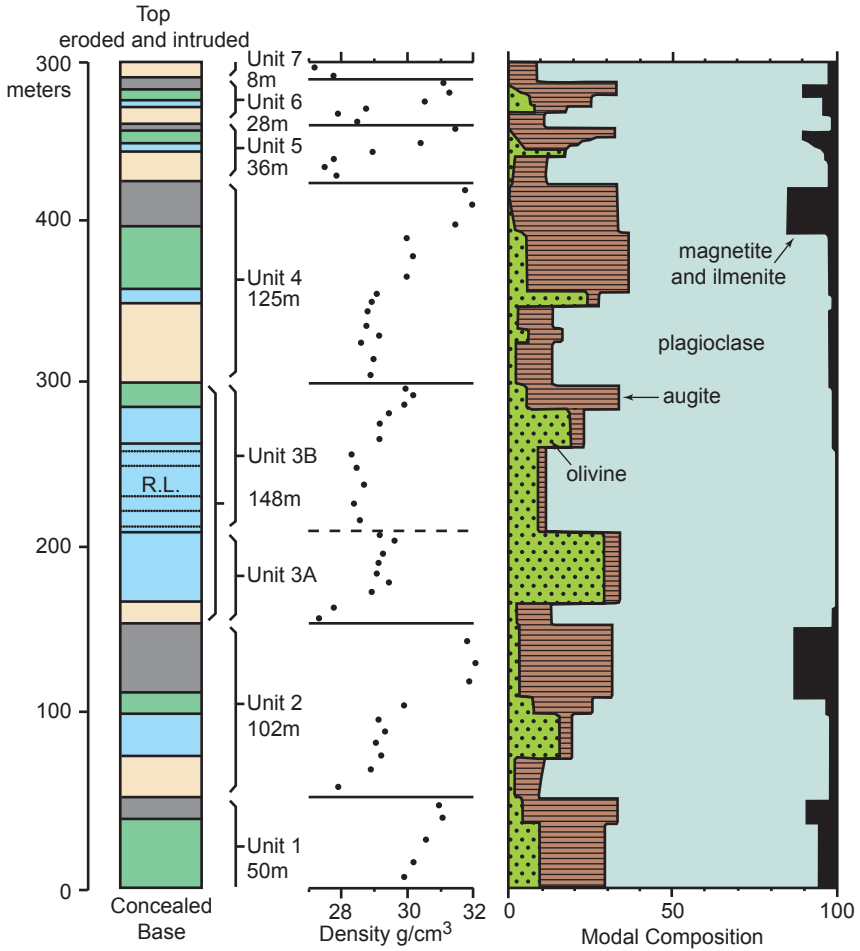 Top
eroded and intruded
300
meters
400
300
200
100
0
Concealed
Base
R.L.
Unit 7
8m
Unit 6
28m
Unit 5
36m
Unit 4
125m
Unit 3B
148m
Unit 3A
Unit 2
102m
Unit 1
50m
28
30
32
Density g/cm³
magnetite
and ilmenite
plagioclase
augite
olivine
0
50
100
Modal Composition